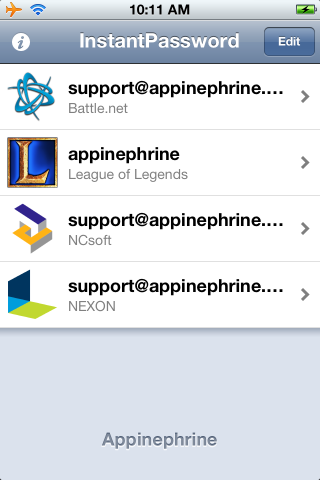 10:11 AM
InstantPassword
Edit
support@appinephrine....
Battle.net
L
appinephrine
League of Legends
support@appinephrine....
NCsoft
support@appinephrine....
NEXON
Appinephrine